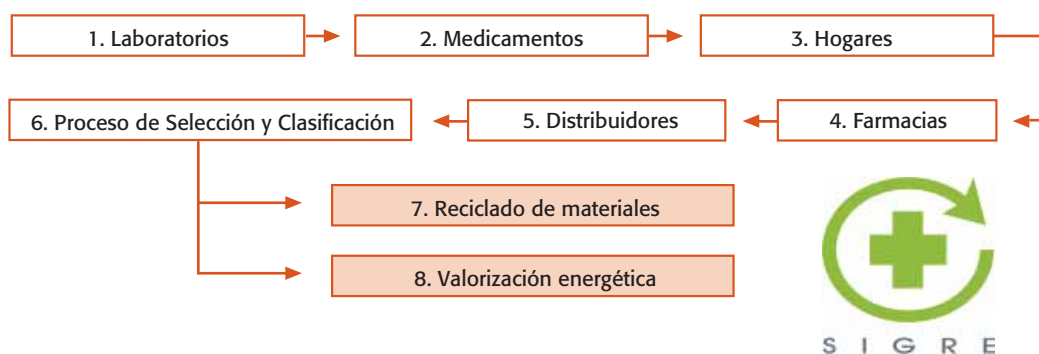 1. Laboratorios
2. Medicamentos
3. Hogares
6. Proceso de Selección y Clasificación
5. Distribuidores
4. Farmacias
7. Reciclado de materiales
8. Valorización energética
SIGRE